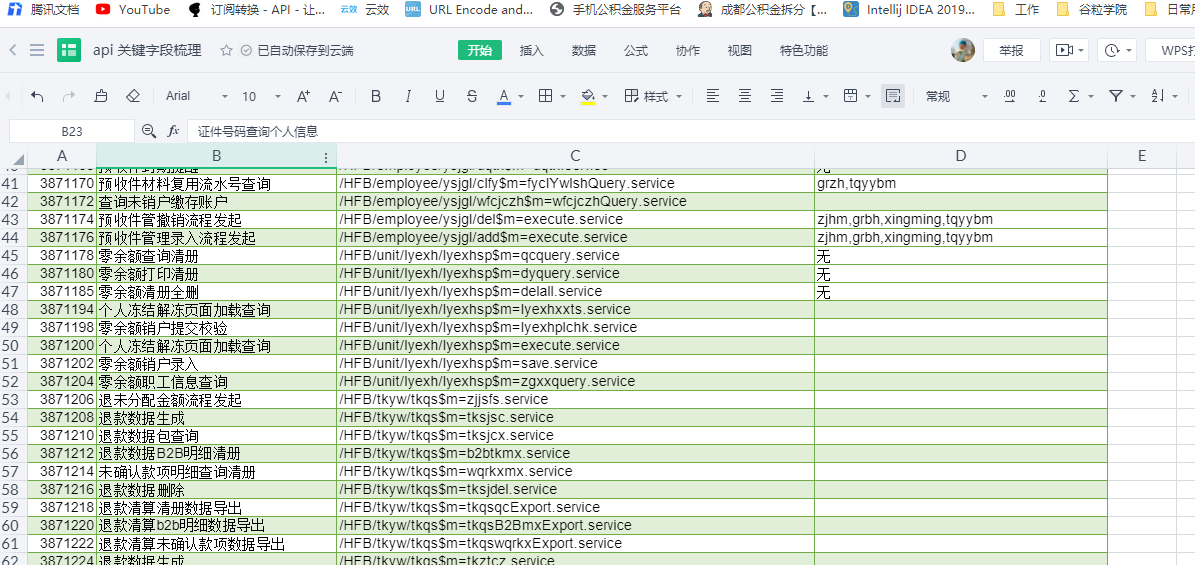 腾讯文档 YouTube 订阅转换 - API - 让... 云效 云效 URL URL Encode and... 手机公积金服务平台 成都公积金拆分【... Intellij IDEA 2019... 工作 谷粒学院 日常
api 关键字段梳理 已自动保存到云端 开始 插入 数据 公式 协作 视图 特色功能 举报 WPS打
Arial 10 A+ A- B I U S A 样式 常规 .00 .0
B23 fx 证件号码查询个人信息
A B C D E
41 3871170 预收件材料复用流水号查询 /HFB/employee/ysjgl/clfy$m=fyclYwlshQuery.service grzh,tqyybm
42 3871172 查询未销户缴存账户 /HFB/employee/ysjgl/wfcjczh$m=wfcjczhQuery.service
43 3871174 预收件管撤销流程发起 /HFB/employee/ysjgl/del$m=execute.service zjhm,grbh,xingming,tqyybm
44 3871176 预收件管理录入流程发起 /HFB/employee/ysjgl/add$m=execute.service zjhm,grbh,xingming,tqyybm
45 3871178 零余额查询清册 /HFB/unit/lyexh/lyexhsp$m=qcquery.service 无
46 3871180 零余额打印清册 /HFB/unit/lyexh/lyexhsp$m=dyquery.service 无
47 3871185 零余额清册全删 /HFB/unit/lyexh/lyexhsp$m=delall.service 无
48 3871194 个人冻结解冻页面加载查询 /HFB/unit/lyexh/lyexhsp$m=lyexhxxts.service
49 3871198 零余额销户提交校验 /HFB/unit/lyexh/lyexhsp$m=lyexhplchk.service
50 3871200 个人冻结解冻页面加载查询 /HFB/unit/lyexh/lyexhsp$m=execute.service
51 3871202 零余额销户录入 /HFB/unit/lyexh/lyexhsp$m=save.service
52 3871204 零余额职工信息查询 /HFB/unit/lyexh/lyexhsp$m=zgxxquery.service
53 3871206 退未分配金额流程发起 /HFB/tkyw/tkqs$m=zjjsfs.service
54 3871208 退款数据生成 /HFB/tkyw/tkqs$m=tksjsc.service
55 3871210 退款数据包查询 /HFB/tkyw/tkqs$m=tksjcx.service
56 3871212 退款数据B2B明细清册 /HFB/tkyw/tkqs$m=b2btkmx.service
57 3871214 未确认款项明细查询清册 /HFB/tkyw/tkqs$m=wqrkxmx.service
58 3871216 退款数据删除 /HFB/tkyw/tkqs$m=tksjdel.service
59 3871218 退款清算清册数据导出 /HFB/tkyw/tkqs$m=tkqsqcExport.service
60 3871220 退款清算b2b明细数据导出 /HFB/tkyw/tkqs$m=tkqsB2BmxExport.service
61 3871222 退款清算未确认款项数据导出 /HFB/tkyw/tkqs$m=tkqswqrkxExport.service
62 3871224 退款数据生成 /HFB/tkyw/tkqs$m=tkztcz.service